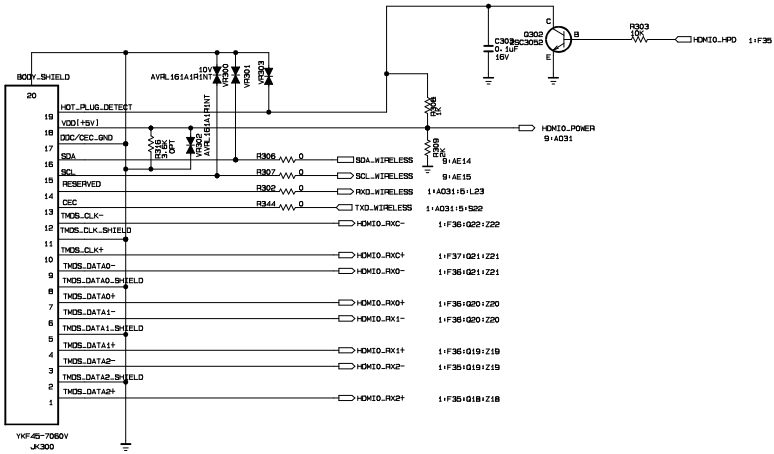 C
Q302
2SC3052
B
E
R303
10K
HDMI0_HPD
1:F35
C303
0.1uF
16V
10V
AVRL161A1R1NT
VR300
VR301
VR303
BODY_SHIELD
20
HOT_PLUG_DETECT
19
VDD[+5V]
18
DDC/CEC_GND
17
SDA
16
SCL
15
RESERVED
14
CEC
13
TMDS_CLK-
12
TMDS_CLK_SHIELD
11
TMDS_CLK+
10
TMDS_DATA0-
9
TMDS_DATA0_SHIELD
8
TMDS_DATA0+
7
TMDS_DATA1-
6
TMDS_DATA1_SHIELD
5
TMDS_DATA1+
4
TMDS_DATA2-
3
TMDS_DATA2_SHIELD
2
TMDS_DATA2+
1
YKF45-7060V
JK300
R316
3.6K
OPT
VR302
AVRL161A1R1NT
1K
R309
2K
HDMI0_POWER
9:A031
R306 0
SDA_WIRELESS 9:AE14
R307 0
SCL_WIRELESS 9:AE15
R302 0
RXD_WIRELESS 1:A031:5:L23
R344 0
TXD_WIRELESS 1:A031:5:S22
HDMI0_RXC- 1:F36:Q22:Z22
HDMI0_RXC+ 1:F37:Q21:Z21
HDMI0_RX0- 1:F36:Q21:Z21
HDMI0_RX0+ 1:F36:Q20:Z20
HDMI0_RX1- 1:F36:Q20:Z20
HDMI0_RX1+ 1:F36:Q19:Z19
HDMI0_RX2- 1:F35:Q19:Z19
HDMI0_RX2+ 1:F35:Q18:Z18